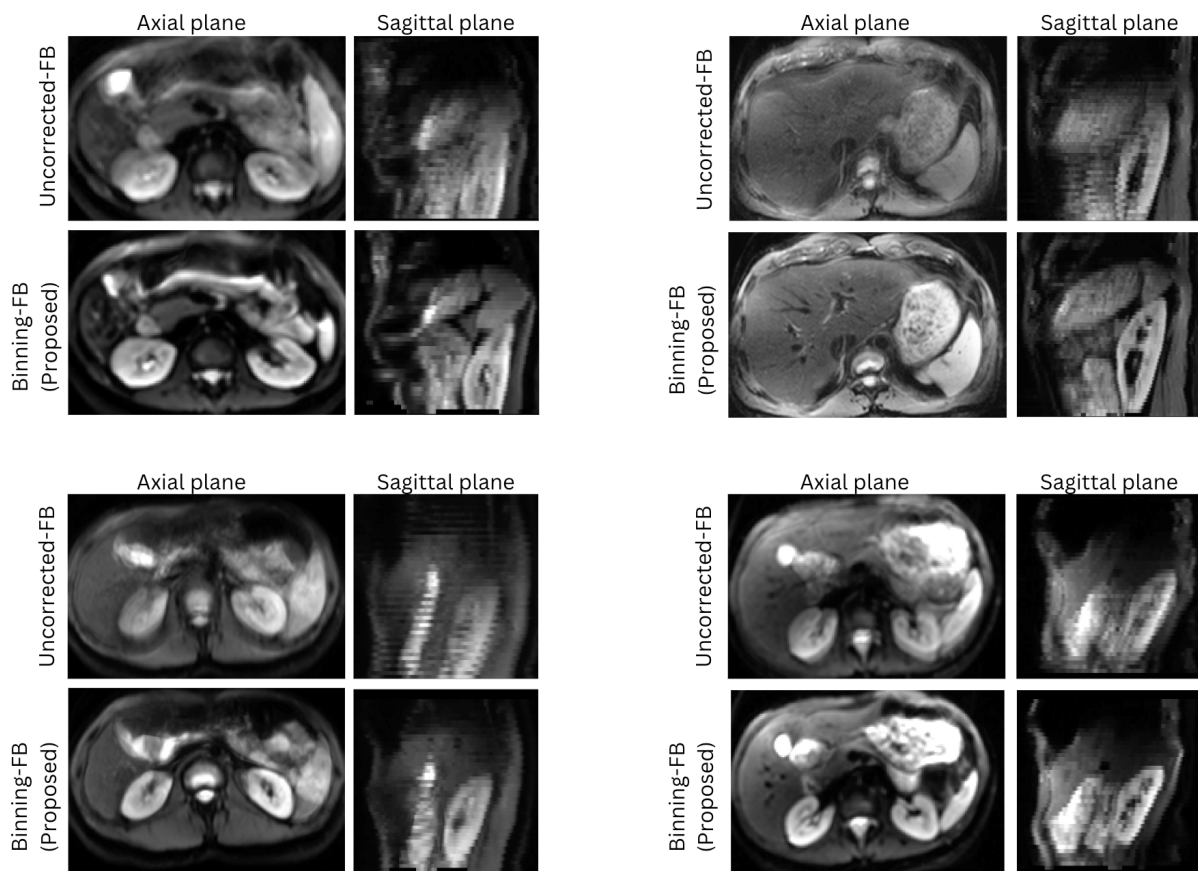 Axial plane
Sagittal plane
Uncorrected-FB
Binning-FB
(Proposed)
Axial plane
Sagittal plane
Uncorrected-FB
Binning-FB
(Proposed)
Axial plane
Sagittal plane
Uncorrected-FB
Binning-FB
(Proposed)
Axial plane
Sagittal plane
Uncorrected-FB
Binning-FB
(Proposed)